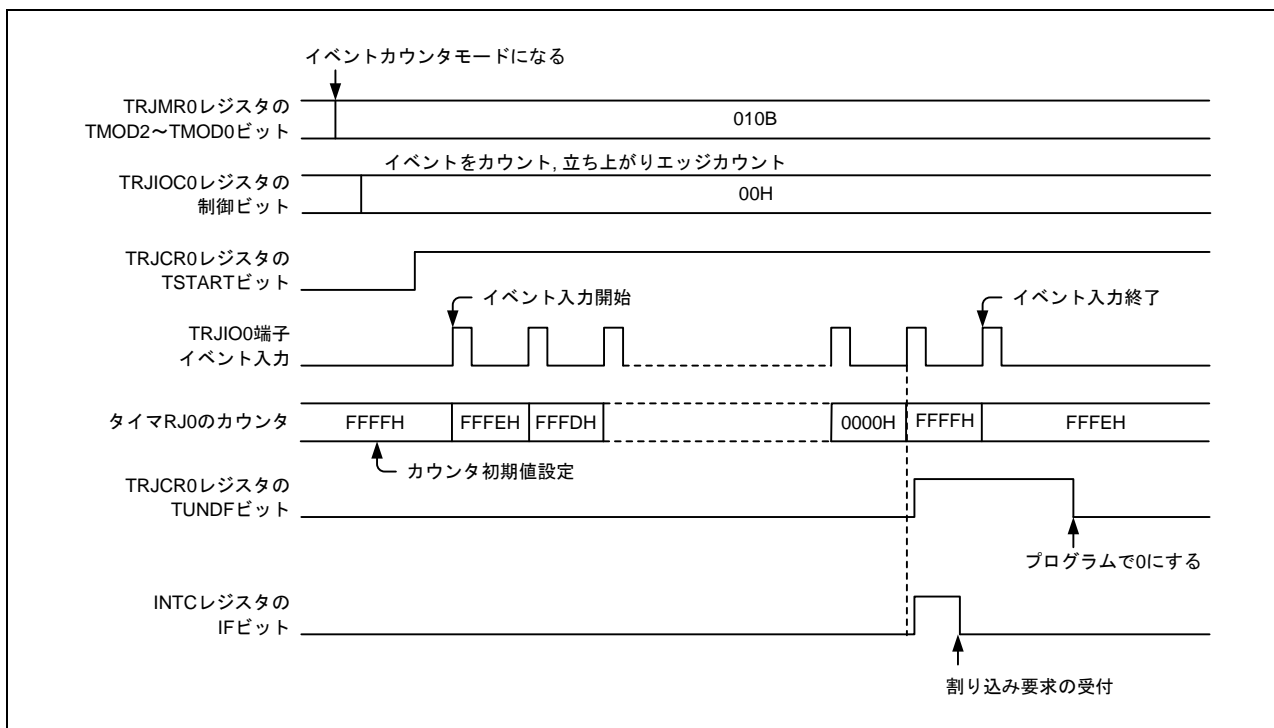 イベントカウンタモードになる
TRJMR0レジスタの
TMOD2～TMOD0ビット
010B
イベントをカウント, 立ち上がりエッジカウント
TRJIOC0レジスタの
制御ビット
00H
TRJCR0レジスタの
TSTARTビット
イベント入力開始
イベント入力終了
TRJIO0端子
イベント入力
タイマRJ0のカウンタ
FFFFH
FFFEH
FFFDH
0000H
FFFFH
FFFEH
カウンタ初期値設定
TRJCR0レジスタの
TUNDFビット
プログラムで0にする
INTCレジスタの
IFビット
割り込み要求の受付